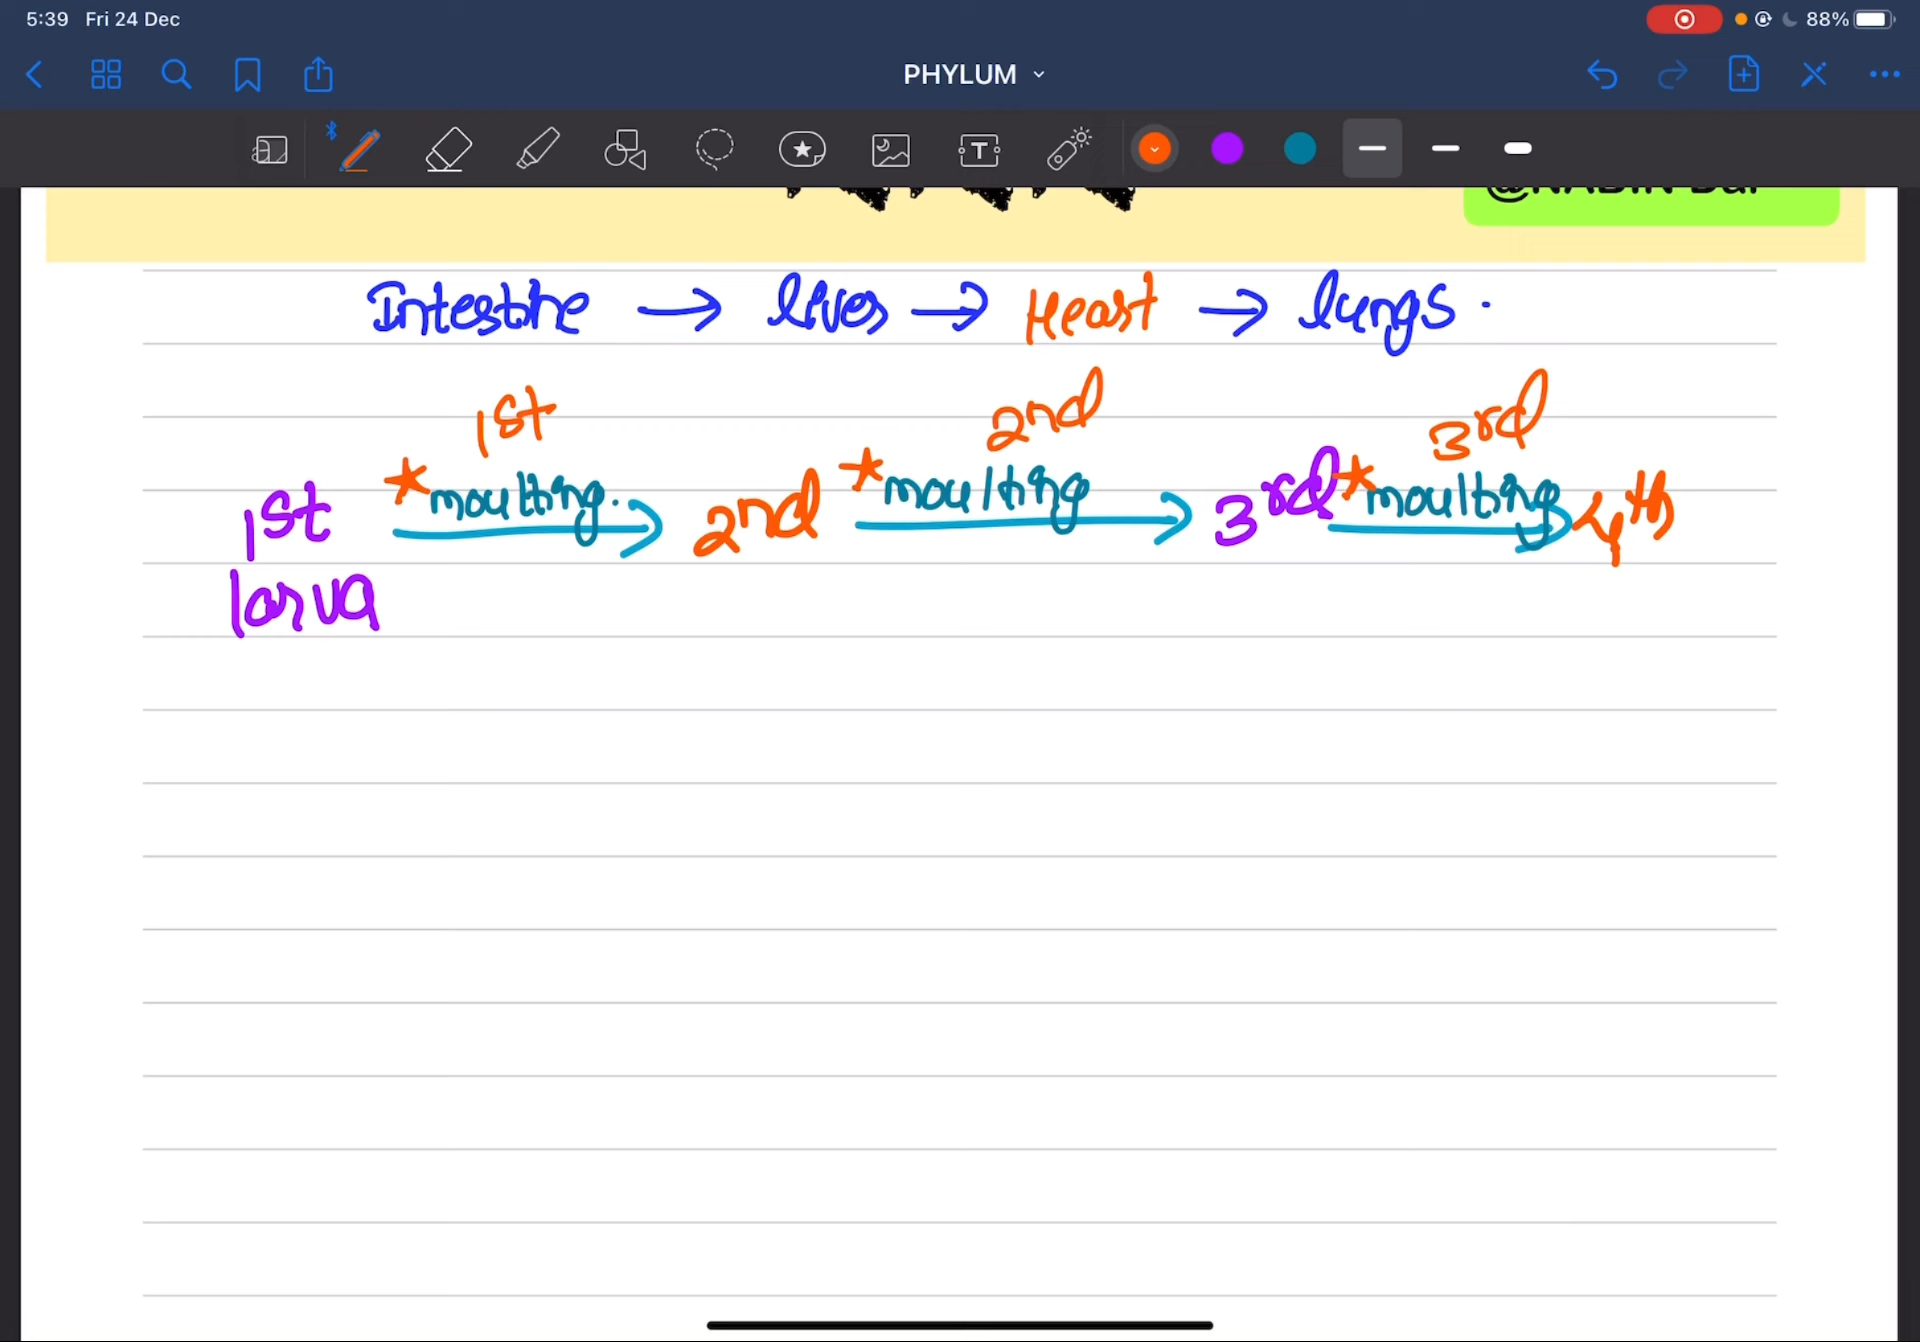 5:39 Fri 24 Dec 88%
PHYLUM
Intestine → liver → Heart → lungs.
1st 2nd 3rd
1st *moulting. → 2nd *moulting → 3rd *moulting → 4th
larva